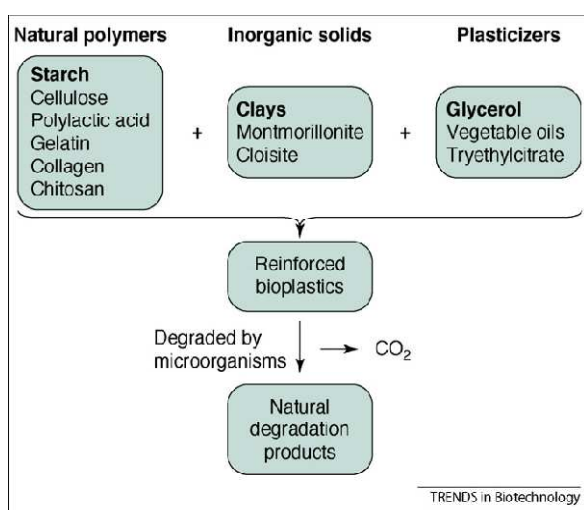 Natural polymers
Inorganic solids
Plasticizers
Starch
Cellulose
Polylactic acid
Gelatin
Collagen
Chitosan
+
Clays
Montmorillonite
Cloisite
+
Glycerol
Vegetable oils
Tryethylcitrate
Reinforced
bioplastics
Degraded by
microorganisms
CO₂
Natural
degradation
products
TRENDS in Biotechnology